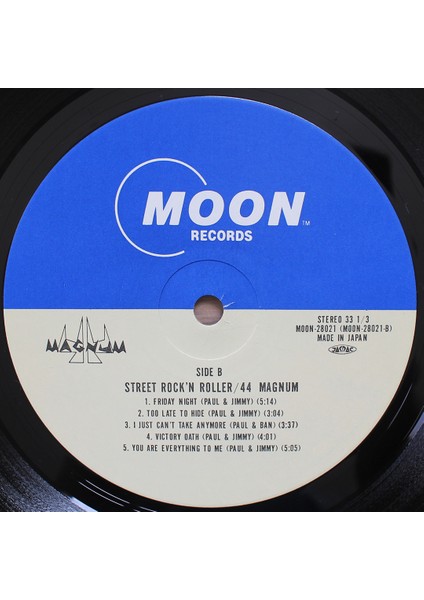 MOON™
RECORDS
STEREO 33 1/3
MOON-28021 (MOON-28021-B)
MADE IN JAPAN
44
MAGNUM
SIDE B
STREET ROCK'N ROLLER/44 MAGNUM
1. FRIDAY NIGHT (PAUL & JIMMY) (5:14)
2. TOO LATE TO HIDE (PAUL & JIMMY) (3:04)
3. I JUST CAN'T TAKE ANYMORE (PAUL & BAN) (3:37)
4. VICTORY OATH (PAUL & JIMMY) (4:01)
5. YOU ARE EVERYTHING TO ME (PAUL & JIMMY) (5:05)